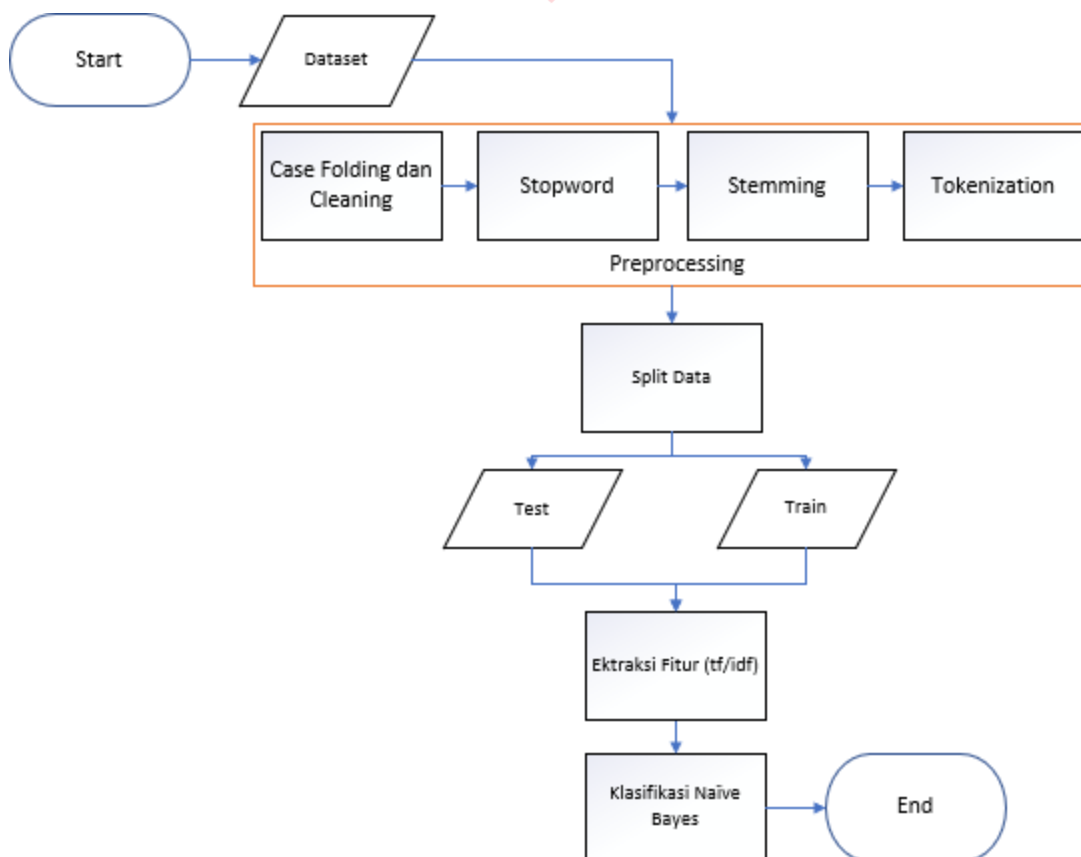 Start
Dataset
Case Folding dan
Cleaning
Stopword
Stemming
Tokenization
Preprocessing
Split Data
Test
Train
Ektraksi Fitur (tf/idf)
Klasifikasi Naïve
Bayes
End